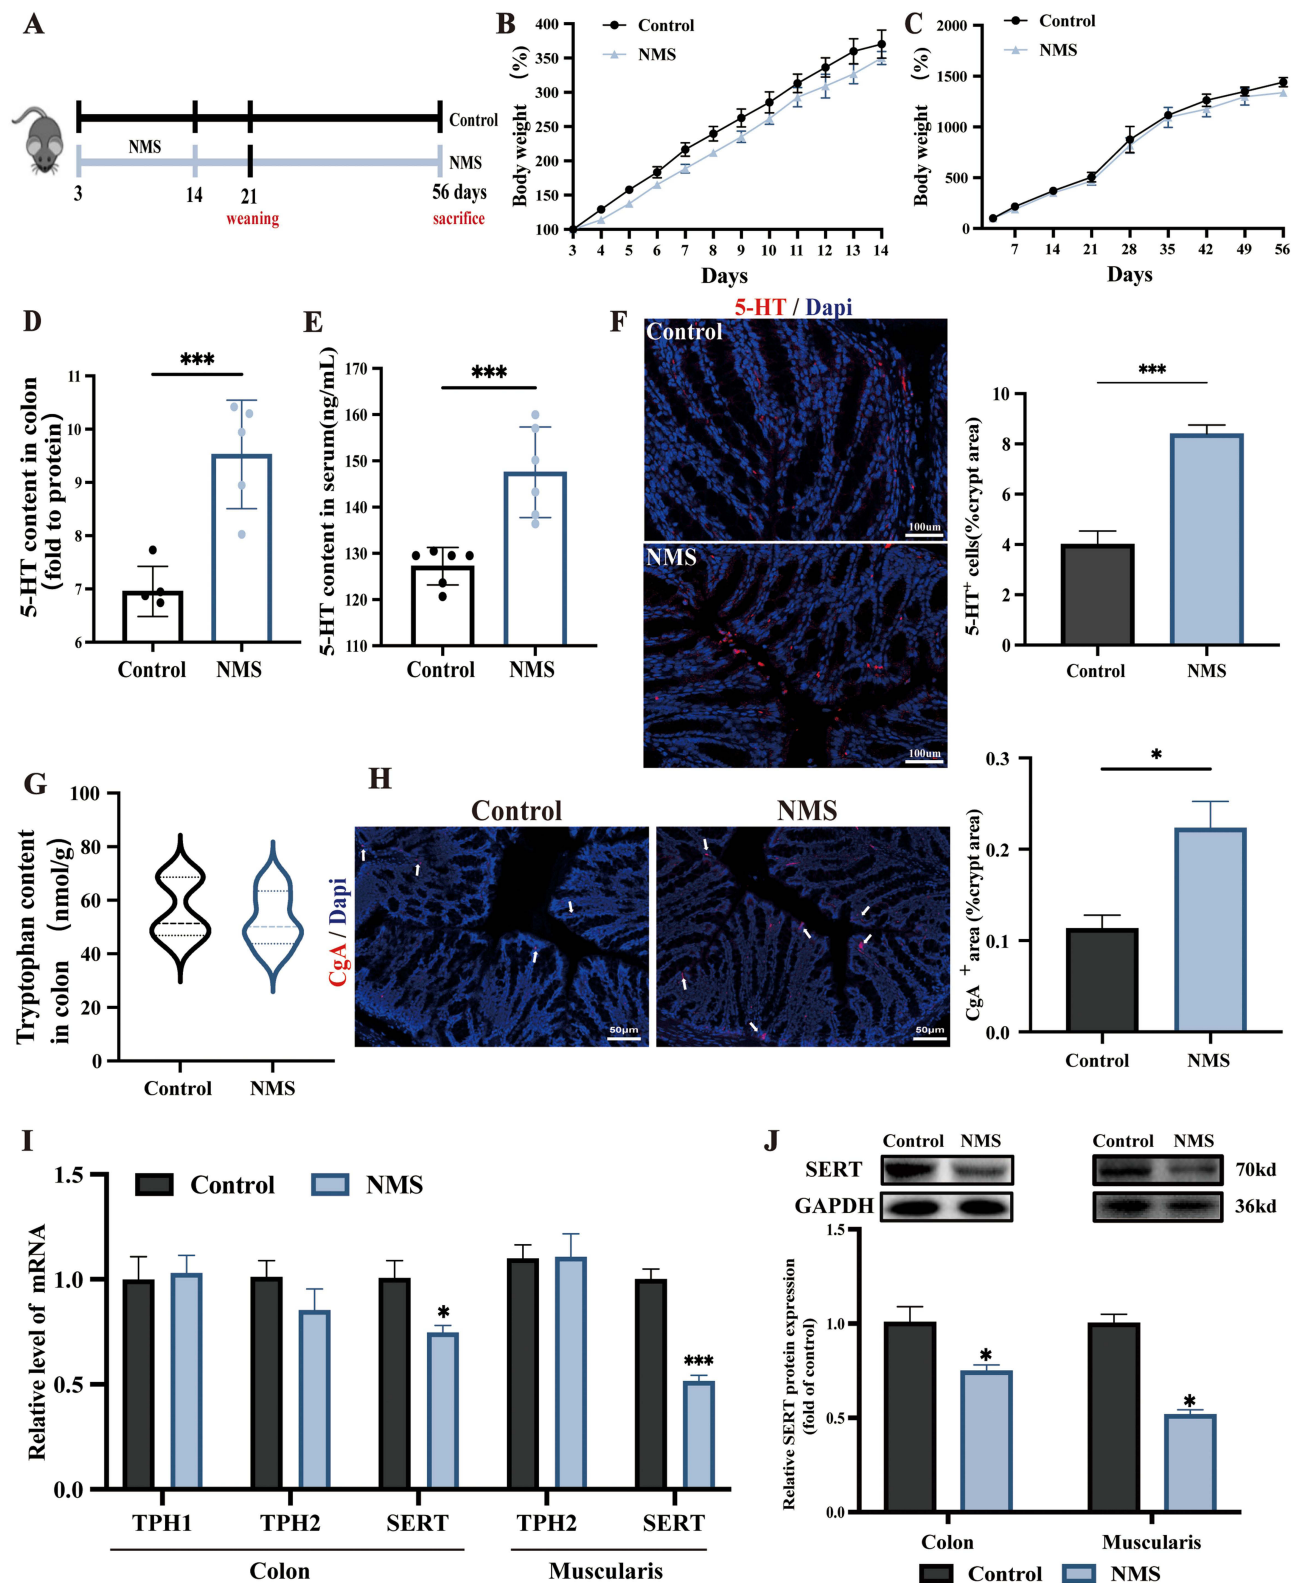 A
Control
NMS
NMS
3
14
21
56 days
weaning
sacrifice
B
Control
NMS
Body weight (%)
400
350
300
250
200
150
100
3 4 5 6 7 8 9 10 11 12 13 14
Days
C
Control
NMS
Body weight (%)
2000
1500
1000
500
0
7 14 21 28 35 42 49 56
Days
D
5-HT content in colon
(fold to protein)
11
10
9
8
7
6
***
Control NMS
E
5-HT content in serum(ng/mL)
170
160
150
140
130
120
110
***
Control NMS
F
5-HT / Dapi
Control
100um
NMS
100um
5-HT+ cells(%crypt area)
10
8
6
4
2
0
***
Control NMS
G
Tryptophan content
in colon (nmol/g)
100
80
60
40
20
0
Control NMS
H
Control NMS
CgA / Dapi
50µm
50µm
CgA + area (%crypt area)
0.3
0.2
0.1
0.0
*
Control NMS
I
Control NMS
Relative level of mRNA
1.5
1.0
0.5
0.0
*
***
TPH1 TPH2 SERT TPH2 SERT
Colon Muscularis
J
Control NMS Control NMS
SERT 70kd
GAPDH 36kd
Relative SERT protein expression
(fold of control)
1.5
1.0
0.5
0.0
*
*
Colon Muscularis
Control NMS